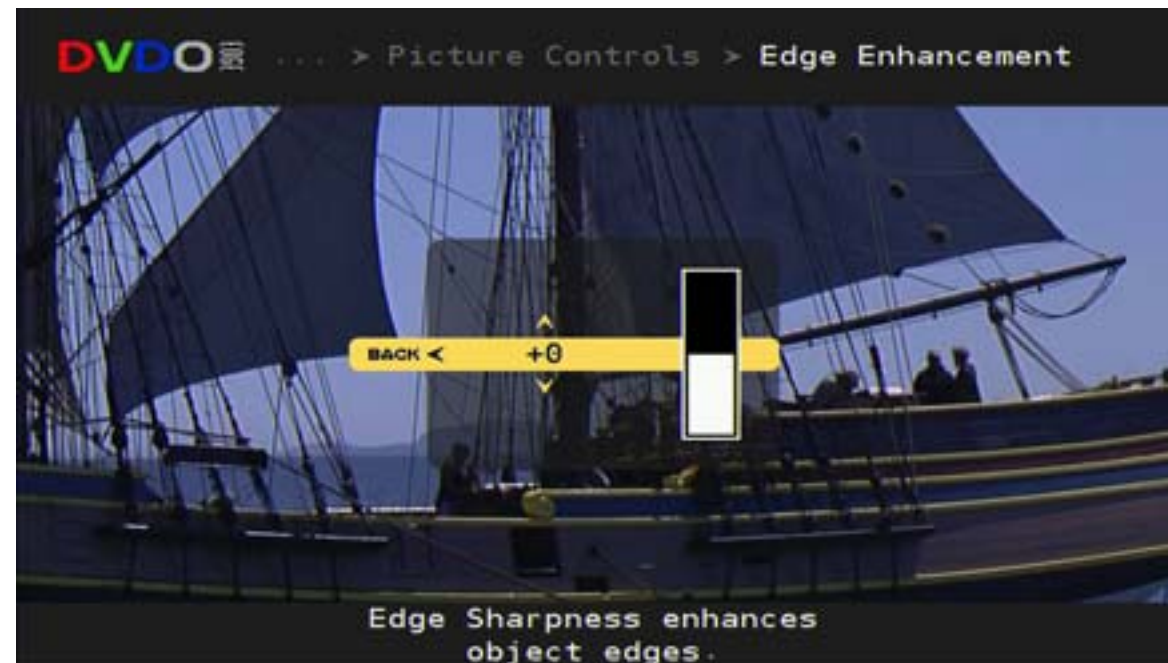 DVDO ... > Picture Controls > Edge Enhancement
BACK < +0
Edge Sharpness enhances
object edges.